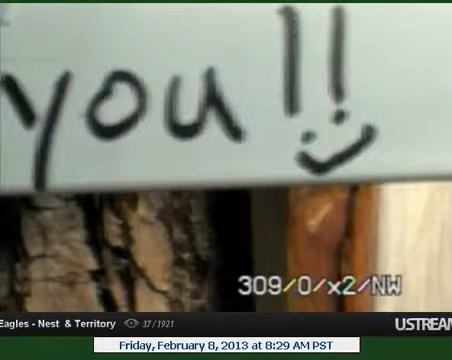 you!!
309/0/x2/NW
Eagles - Nest & Territory 37/1921
USTREAM
Friday, February 8, 2013 at 8:29 AM PST